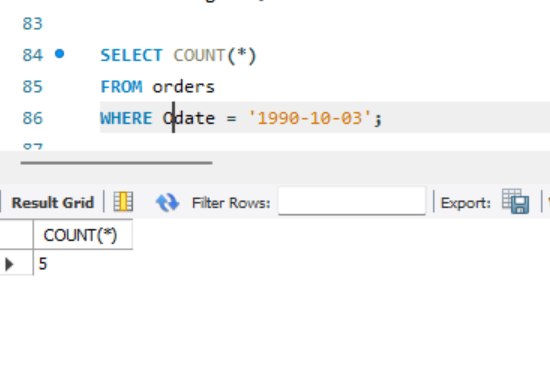 83
84 SELECT COUNT(*)
85 FROM orders
86 WHERE Odate = '1990-10-03';
Result Grid Filter Rows: Export:
COUNT(*)
5